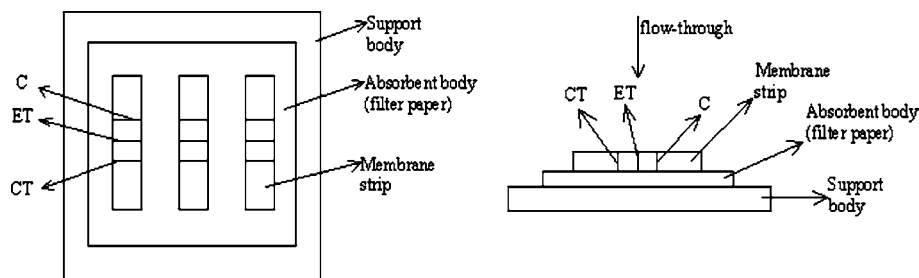 Support
body
C
Absorbent body
(filter paper)
ET
Membrane
strip
CT
flow-through
CT
ET
C
Membrane
strip
Absorbent body
(filter paper)
Support
body